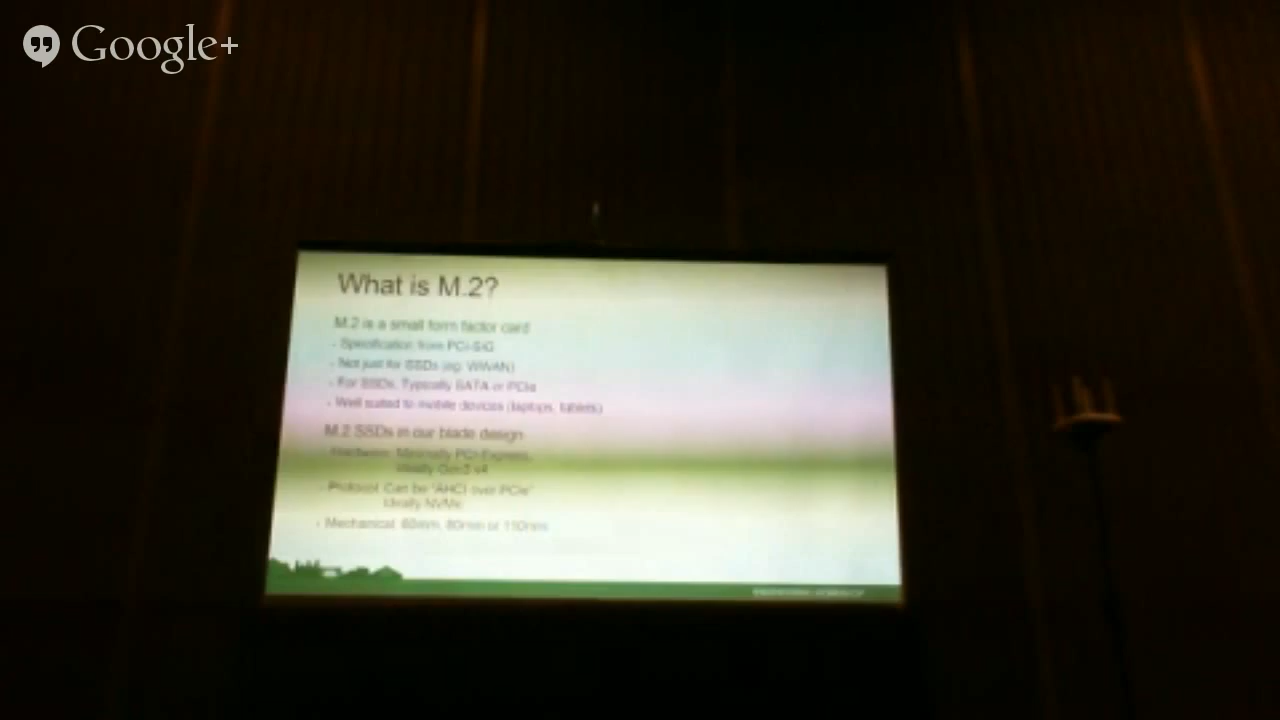 Google+
What is M.2?
M.2 is a small form factor card
- Specification from PCI-SIG
- Not just for SSDs (eg: WWAN)
- For SSDs, Typically SATA or PCIe
- Well suited to mobile devices (laptops, tablets)
M.2 SSDs in our blade design
- Hardware: Minimally PCI-Express,
Ideally Gen3 x4
- Protocol: Can be "AHCI over PCIe"
Ideally NVMe
- Mechanical: 60mm, 80mm or 110mm